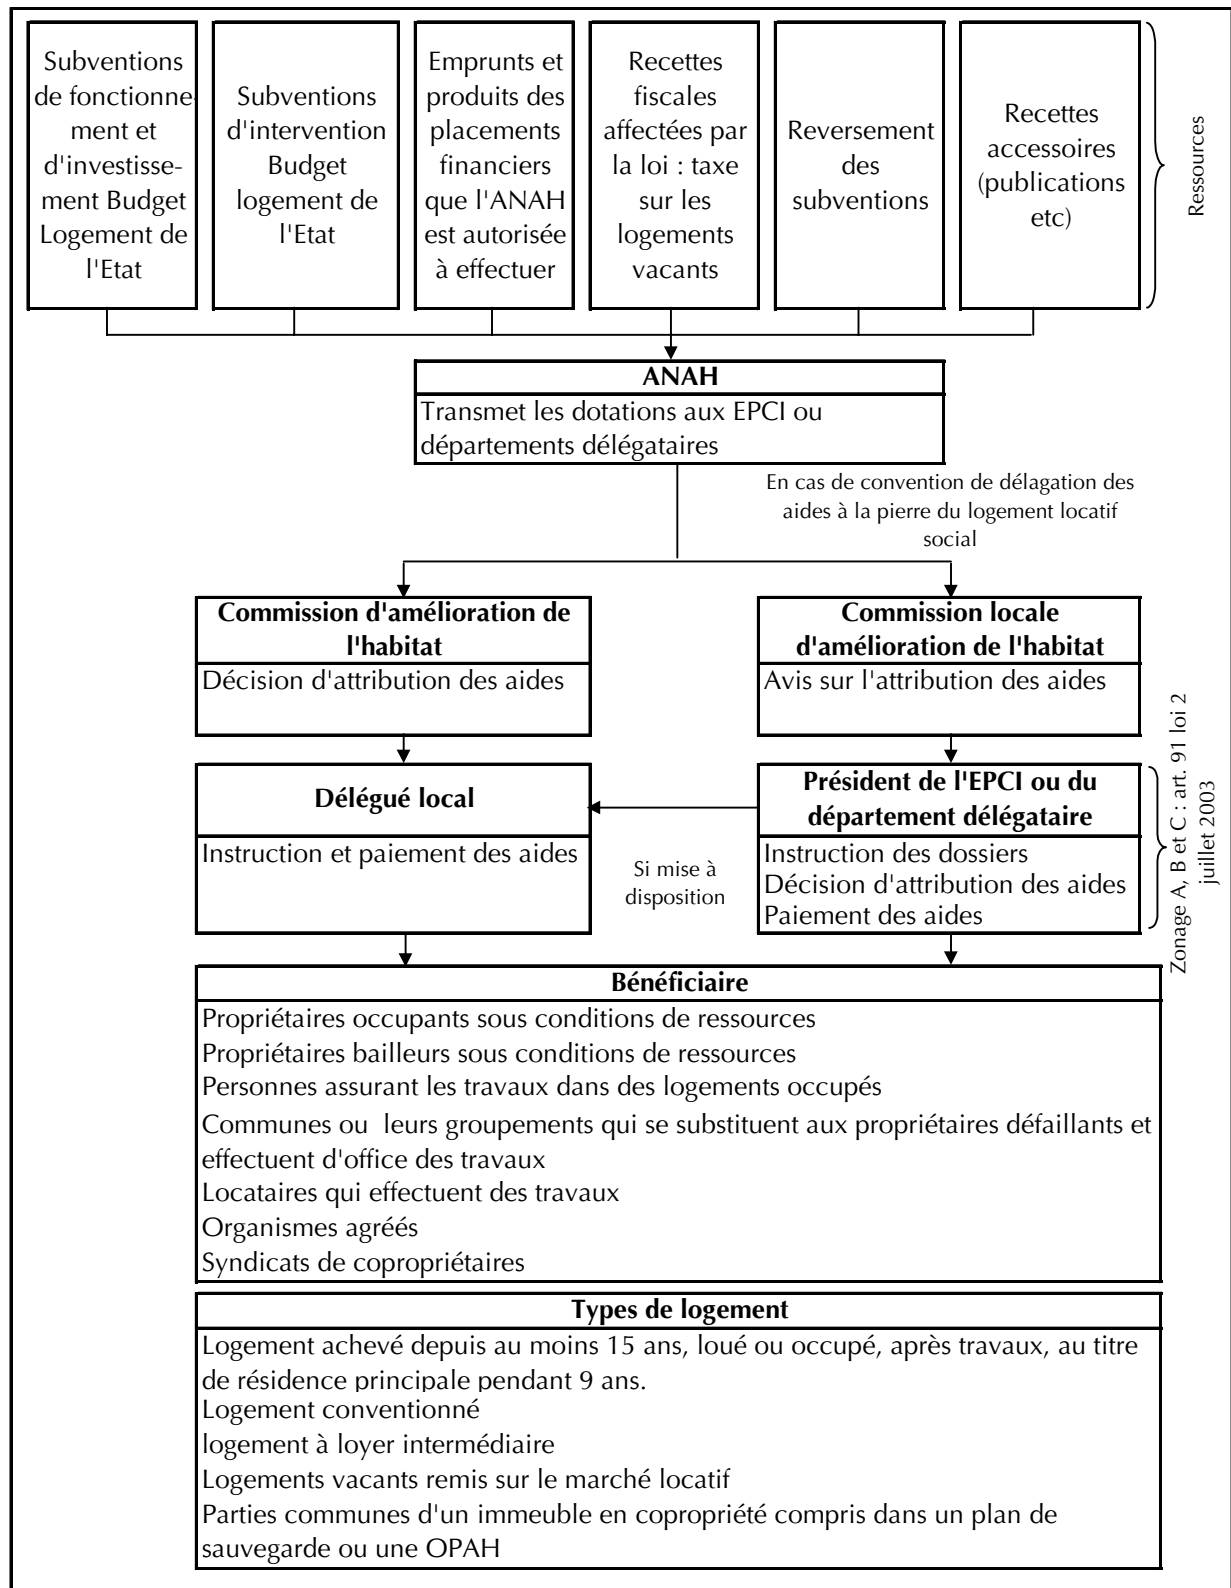 Subventions
de fonctionne-
ment et
d'investisse-
ment Budget
Logement de
l'Etat
Subventions
d'intervention
Budget
logement de
l'Etat
Emprunts et
produits des
placements
financiers
que l'ANAH
est autorisée
à effectuer
Recettes
fiscales
affectées par
la loi : taxe
sur les
logements
vacants
Reversement
des
subventions
Recettes
accessoires
(publications
etc)
Ressources
ANAH
Transmet les dotations aux EPCI ou
départements délégataires
En cas de convention de délagation des
aides à la pierre du logement locatif
social
Commission d'amélioration de
l'habitat
Décision d'attribution des aides
Commission locale
d'amélioration de l'habitat
Avis sur l'attribution des aides
Délégué local
Instruction et paiement des aides
Si mise à
disposition
Président de l'EPCI ou du
département délégataire
Instruction des dossiers
Décision d'attribution des aides
Paiement des aides
Zonage A, B et C : art. 91 loi 2
juillet 2003
Bénéficiaire
Propriétaires occupants sous conditions de ressources
Propriétaires bailleurs sous conditions de ressources
Personnes assurant les travaux dans des logements occupés
Communes ou leurs groupements qui se substituent aux propriétaires défaillants et
effectuent d'office des travaux
Locataires qui effectuent des travaux
Organismes agréés
Syndicats de copropriétaires
Types de logement
Logement achevé depuis au moins 15 ans, loué ou occupé, après travaux, au titre
de résidence principale pendant 9 ans.
Logement conventionné
logement à loyer intermédiaire
Logements vacants remis sur le marché locatif
Parties communes d'un immeuble en copropriété compris dans un plan de
sauvegarde ou une OPAH